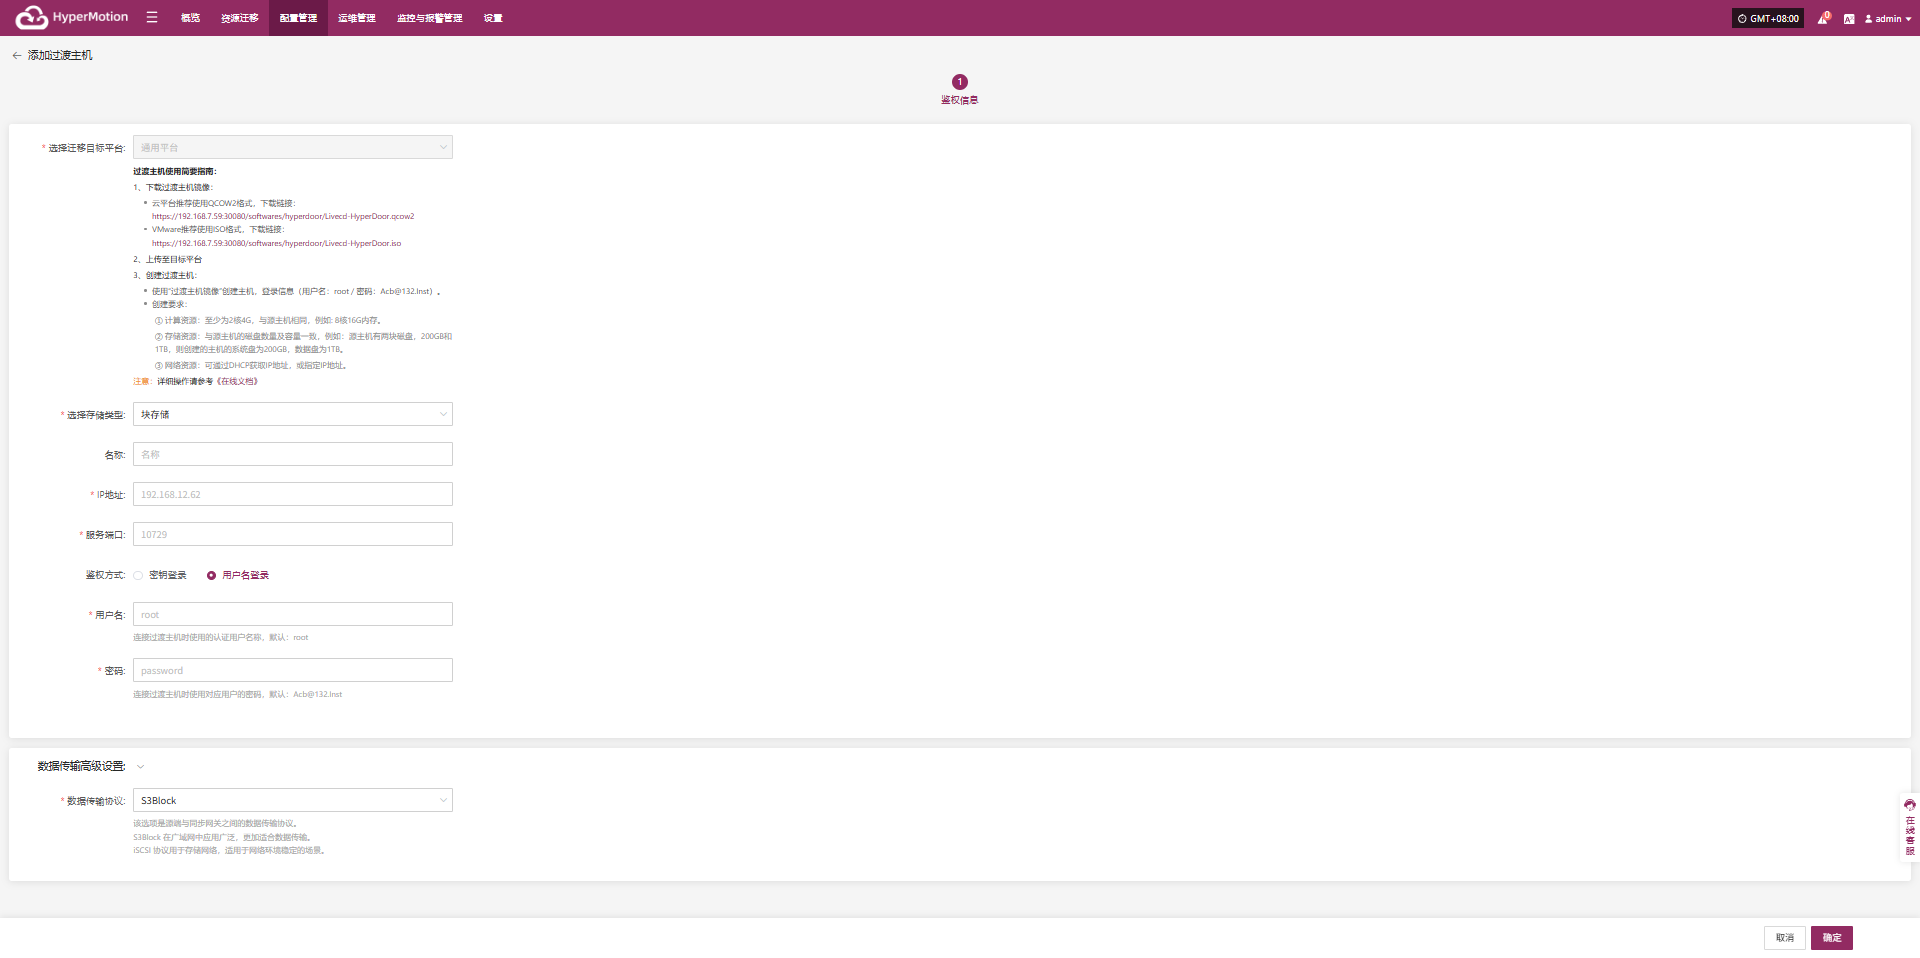 HyperMotion 概览 资源迁移 配置管理 运维管理 监控与报警管理 设置 GMT+08:00 0 admin
添加过渡主机
1
鉴权信息
* 选择迁移目标平台: 通用平台
过渡主机使用简要指南：
1、下载过渡主机镜像：
云平台推荐使用QCOW2格式，下载链接：
https://192.168.7.59:30080/softwares/hyperdoor/Livecd-HyperDoor.qcow2
VMware推荐使用ISO格式，下载链接：
https://192.168.7.59:30080/softwares/hyperdoor/Livecd-HyperDoor.iso
2、上传至目标平台
3、创建过渡主机：
使用“过渡主机镜像”创建主机，登录信息（用户名：root / 密码：Acb@132.Inst）。
创建要求：
① 计算资源：至少为2核4G，与源主机相同，例如: 8核16G内存。
② 存储资源：与源主机的磁盘数量及容量一致，例如：源主机有两块磁盘，200GB和
1TB，则创建的主机的系统盘为200GB，数据盘为1TB。
③ 网络资源：可通过DHCP获取IP地址，或指定IP地址。
注意：详细操作请参考《在线文档》
* 选择存储类型: 块存储
名称: 名称
* IP地址: 192.168.12.62
* 服务端口: 10729
鉴权方式: 密钥登录 用户名登录
* 用户名: root
连接过渡主机时使用的认证用户名称，默认：root
* 密码: password
连接过渡主机时使用对应用户的密码，默认：Acb@132.Inst
数据传输高级设置:
* 数据传输协议: S3Block
该选项是源端与同步网关之间的数据传输协议。
S3Block 在广域网中应用广泛，更加适合数据传输。
iSCSI 协议用于存储网络，适用于网络环境稳定的场景。
在线客服
取消 确定